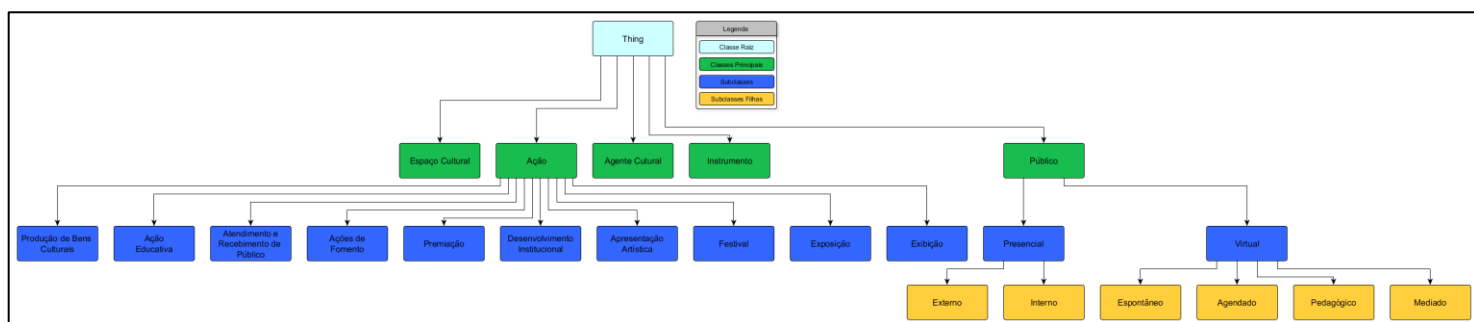 Thing
Legenda
Classe Raiz
Classes Principais
Subclasses
Subclasses Filhas
Espaço Cultural
Ação
Agente Cutural
Instrumento
Público
Produção de Bens
Culturais
Ação
Educativa
Atendimento e
Recebimento de
Público
Ações de
Fomento
Premiação
Desenvolvimento
Institucional
Apresentação
Artística
Festival
Exposição
Exibição
Presencial
Virtual
Externo
Interno
Espontâneo
Agendado
Pedagógico
Mediado